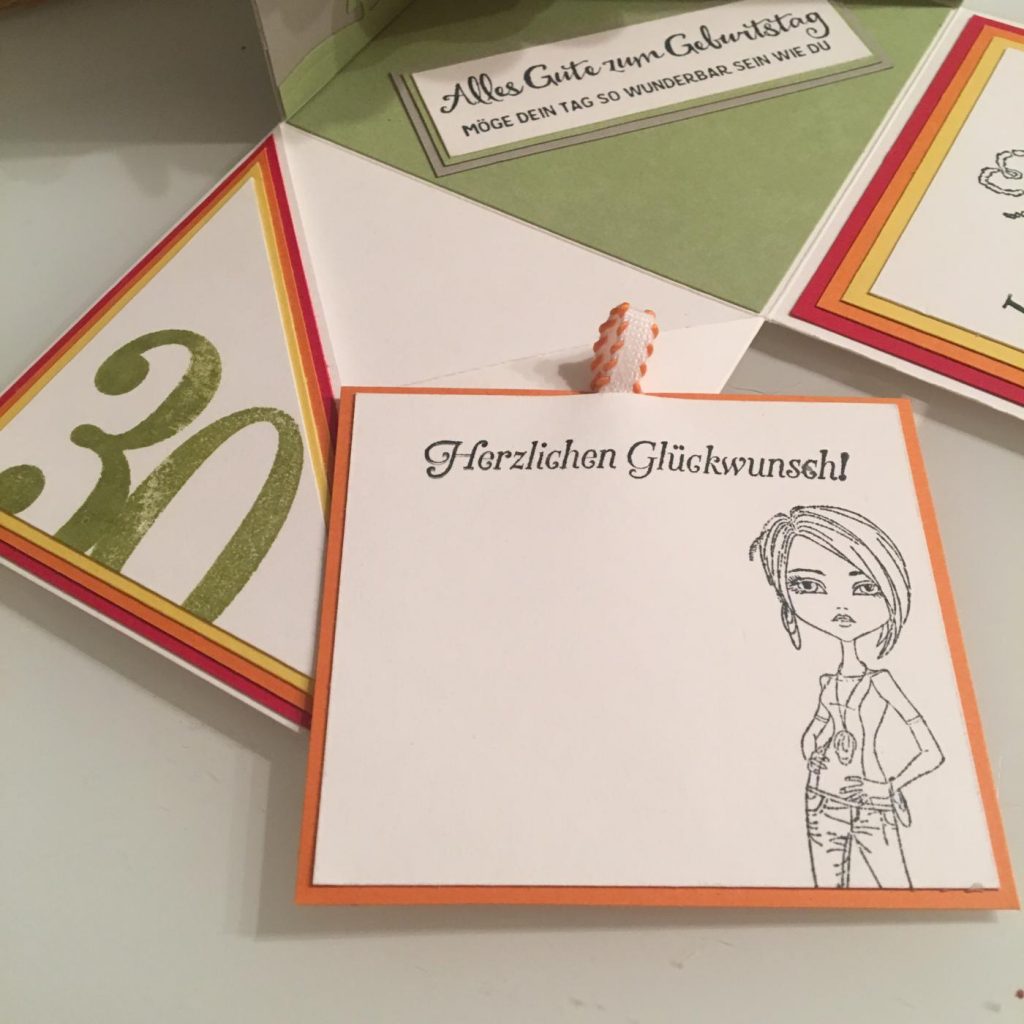 Alles Gute zum Geburtstag
MÖGE DEIN TAG SO WUNDERBAR SEIN WIE DU
30
Herzlichen Glückwunsch!